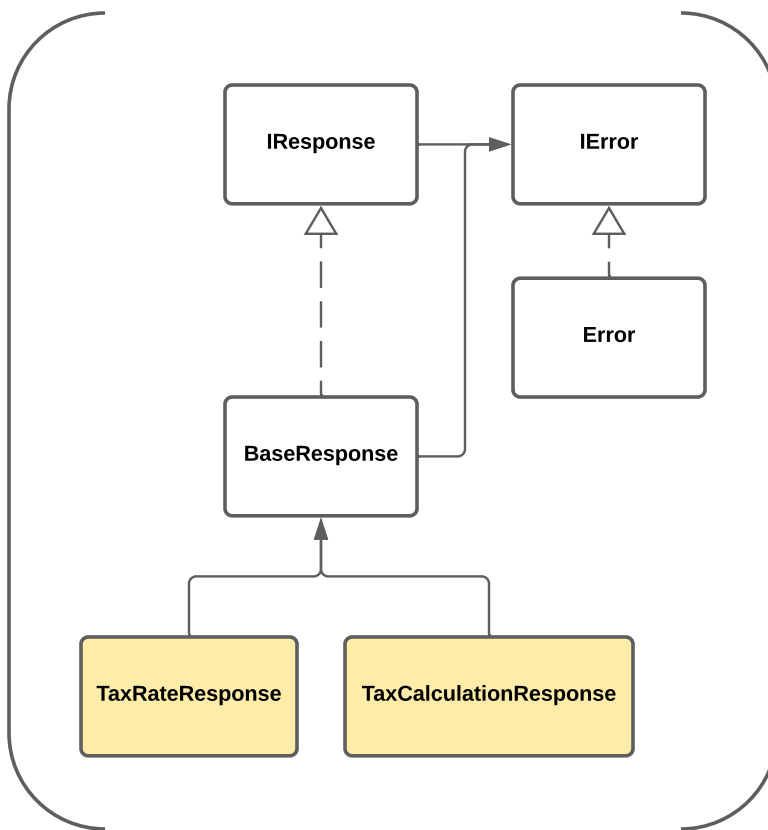 IResponse
IError
Error
BaseResponse
TaxRateResponse
TaxCalculationResponse